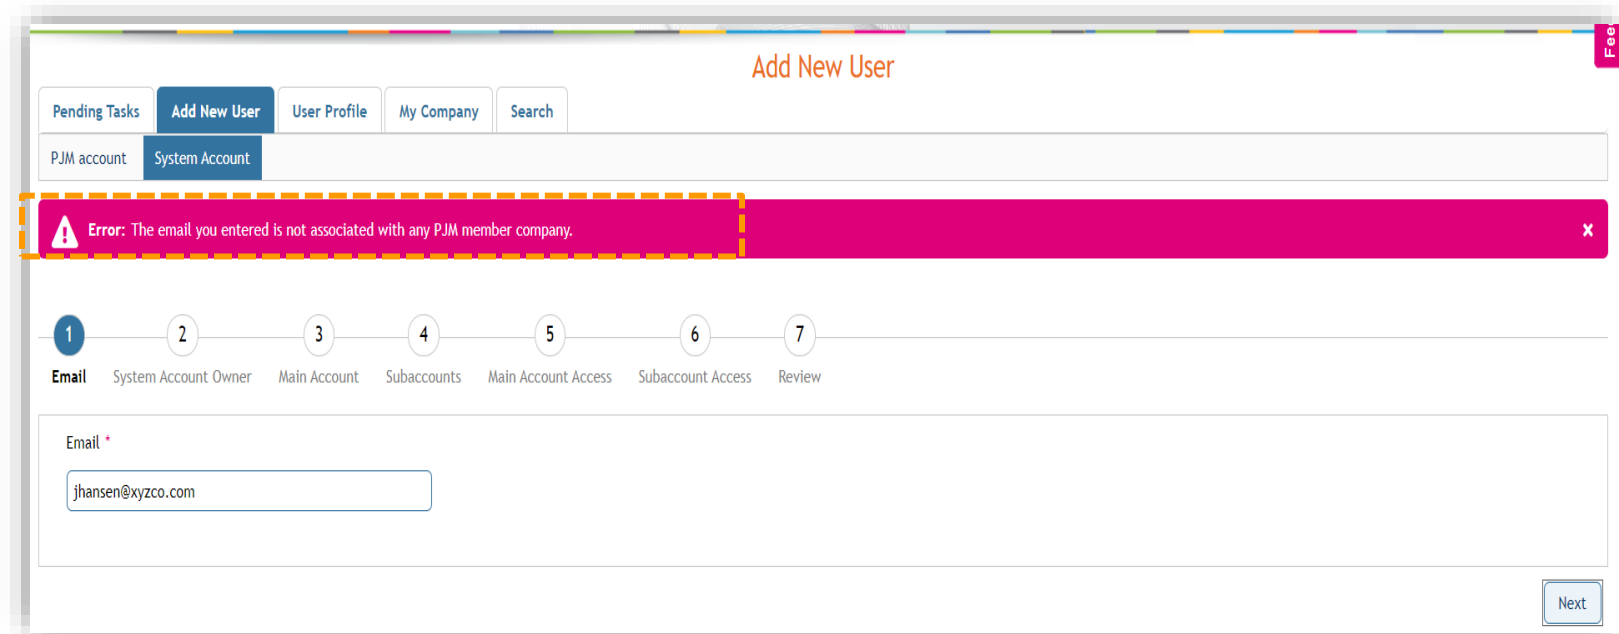 Fee
Add New User
Pending Tasks Add New User User Profile My Company Search
PJM account System Account
Error: The email you entered is not associated with any PJM member company. x
1 2 3 4 5 6 7
Email System Account Owner Main Account Subaccounts Main Account Access Subaccount Access Review
Email *
jhansen@xyzco.com
Next